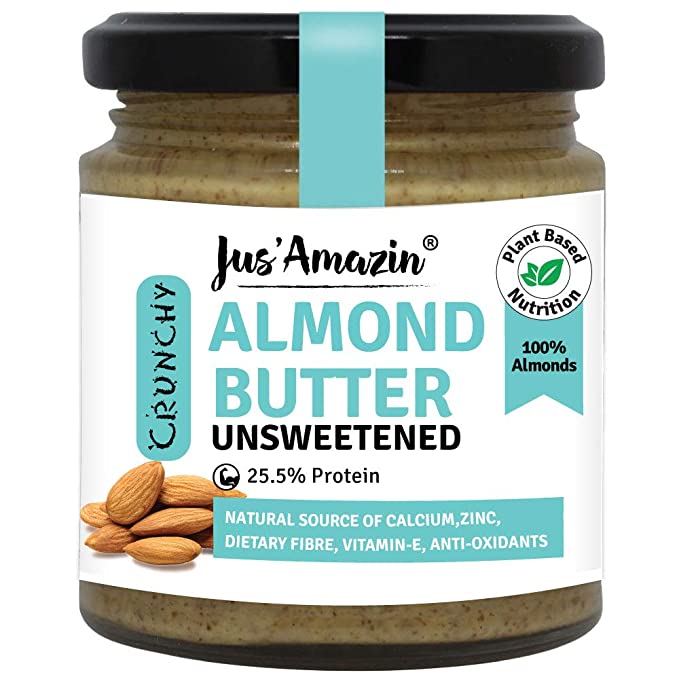 Jus'Amazin®
CRUNCHY
ALMOND
BUTTER
UNSWEETENED
25.5% Protein
NATURAL SOURCE OF CALCIUM,ZINC,
DIETARY FIBRE, VITAMIN-E, ANTI-OXIDANTS
Plant Based
Nutrition
100%
Almonds